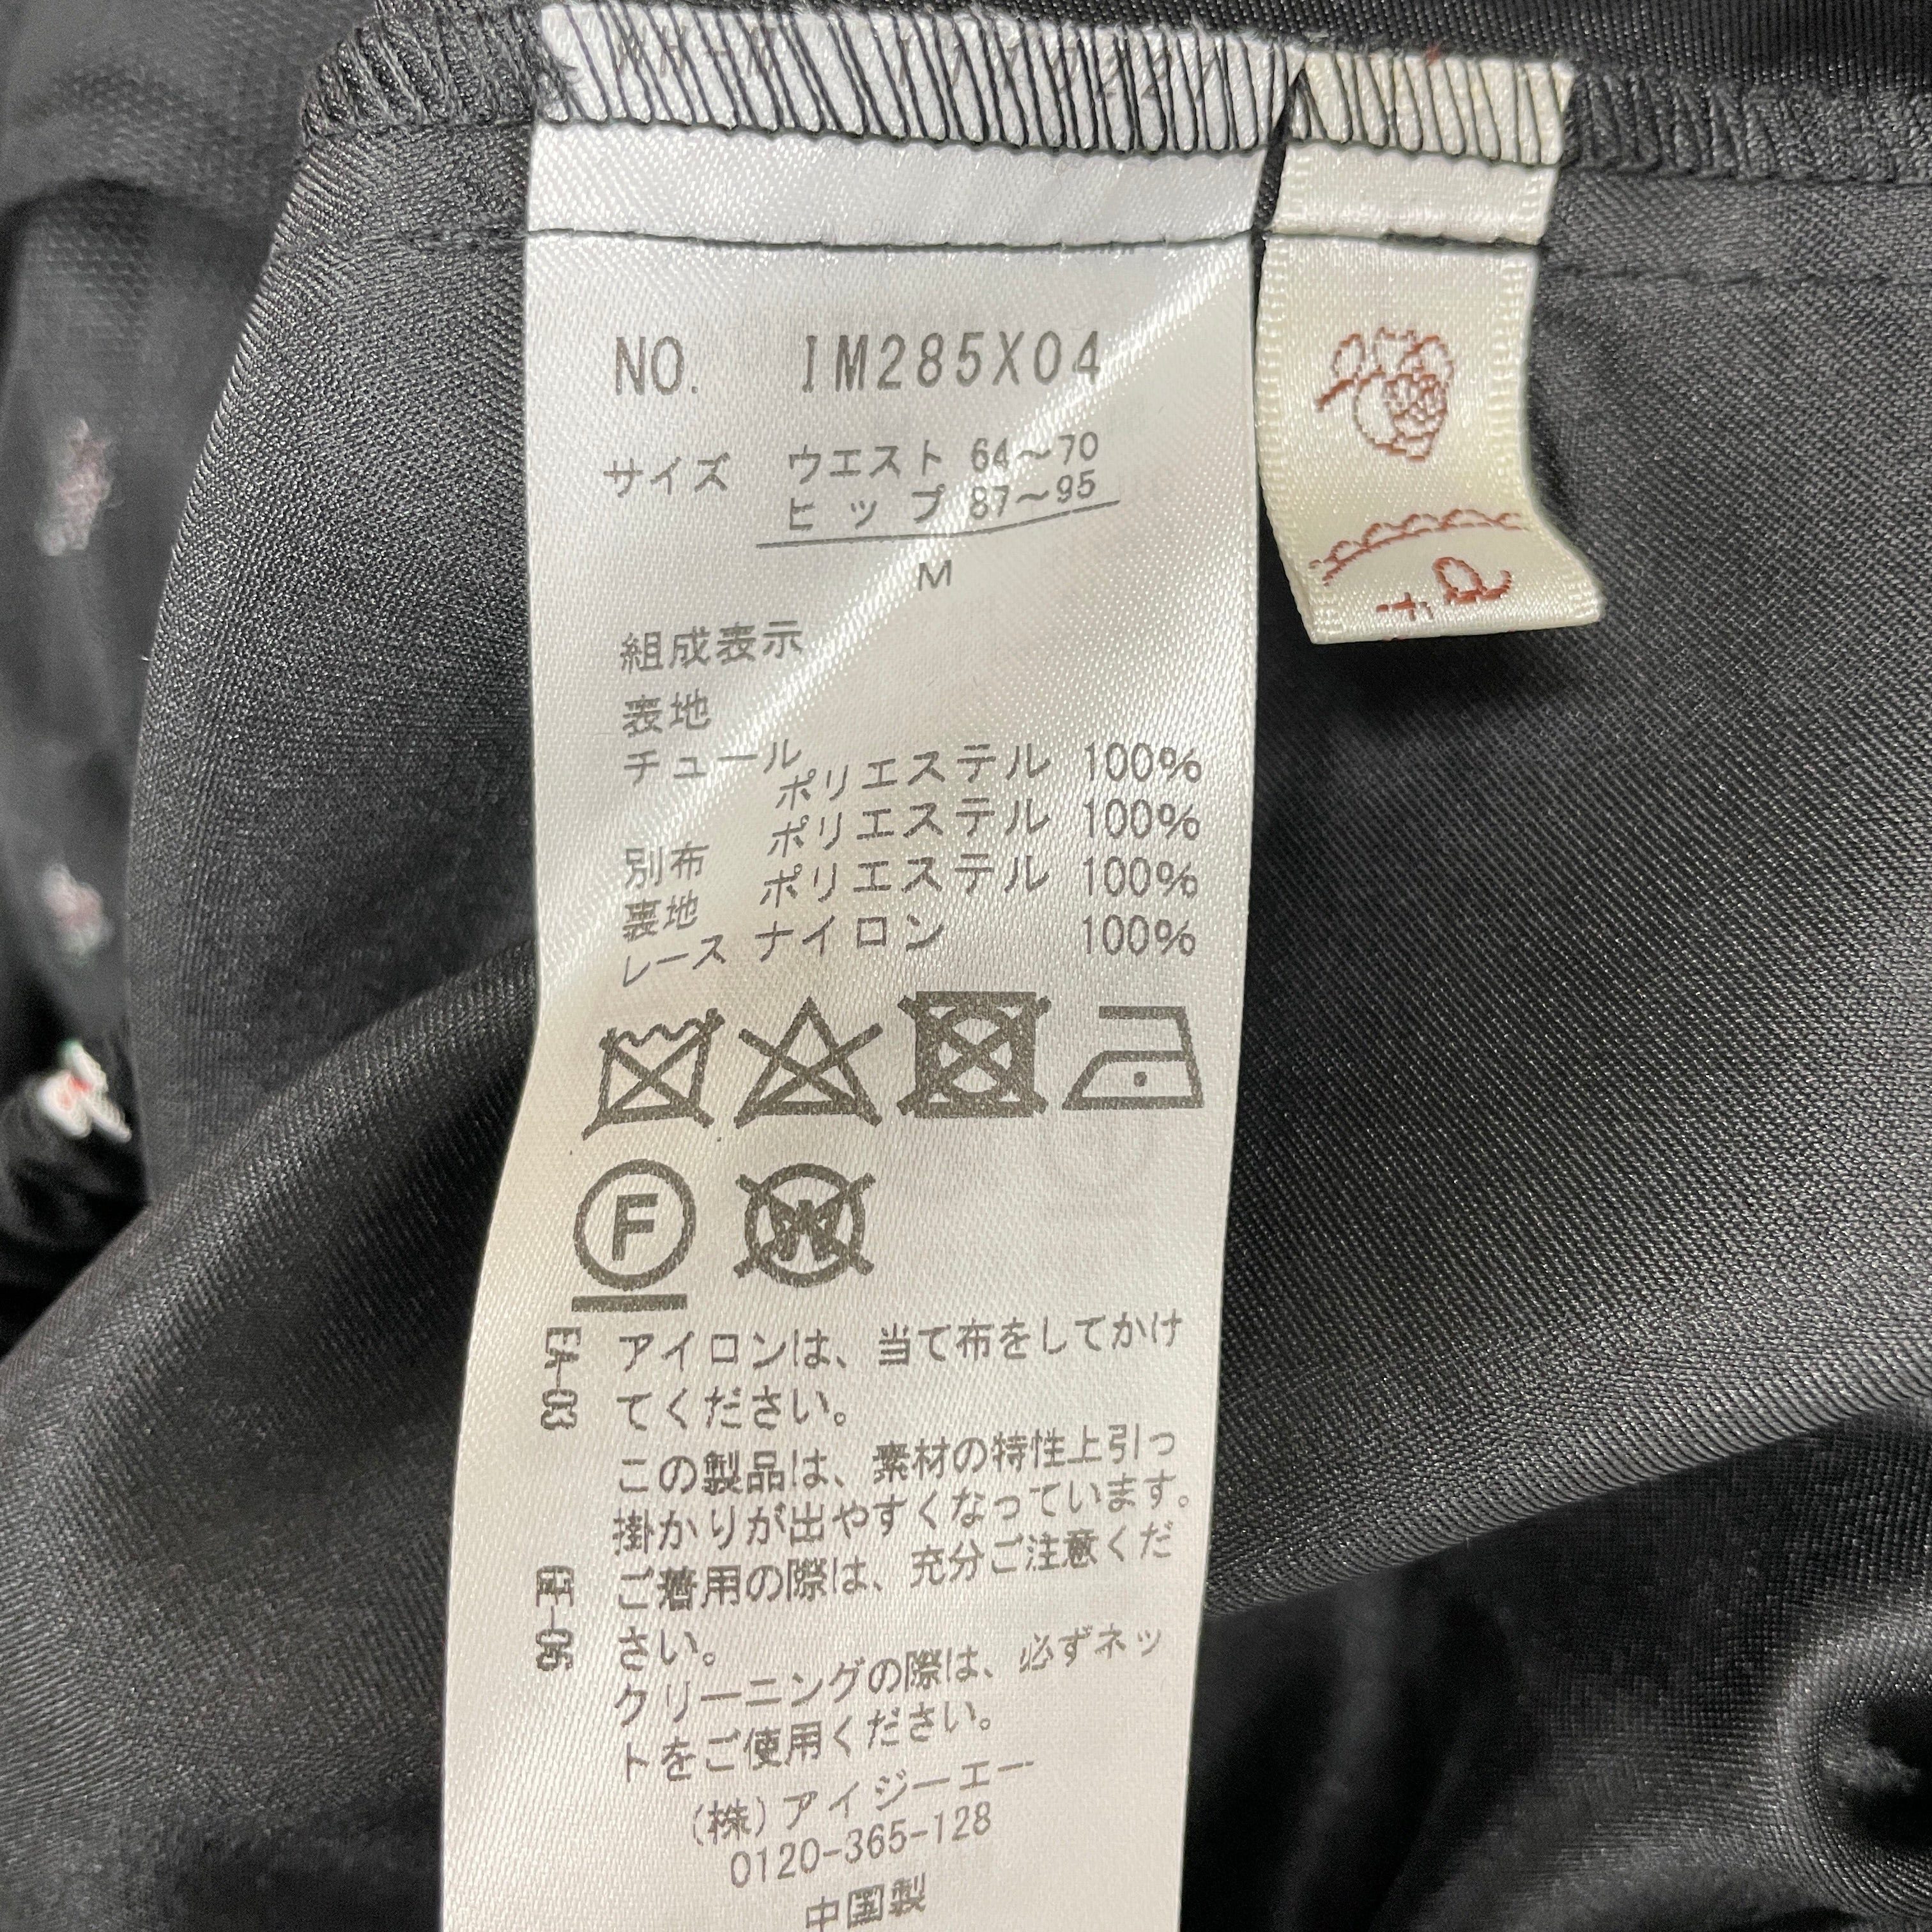 NO. IM285X04
サイズ ウエスト 64～70
ヒップ 87～95
M
組成表示
表地
チュール
ポリエステル 100%
ポリエステル 100%
別布 ポリエステル 100%
裏地 ナイロン 100%
レース
F
W
EA-03 アイロンは、当て布をしてかけ
てください。
この製品は、素材の特性上引っ
掛かりが出やすくなっています。
ご着用の際は、充分ご注意くだ
さい。
クリーニングの際は、必ずネッ
トをご使用ください。
(株)アイジーエー
0120-365-128
中国製